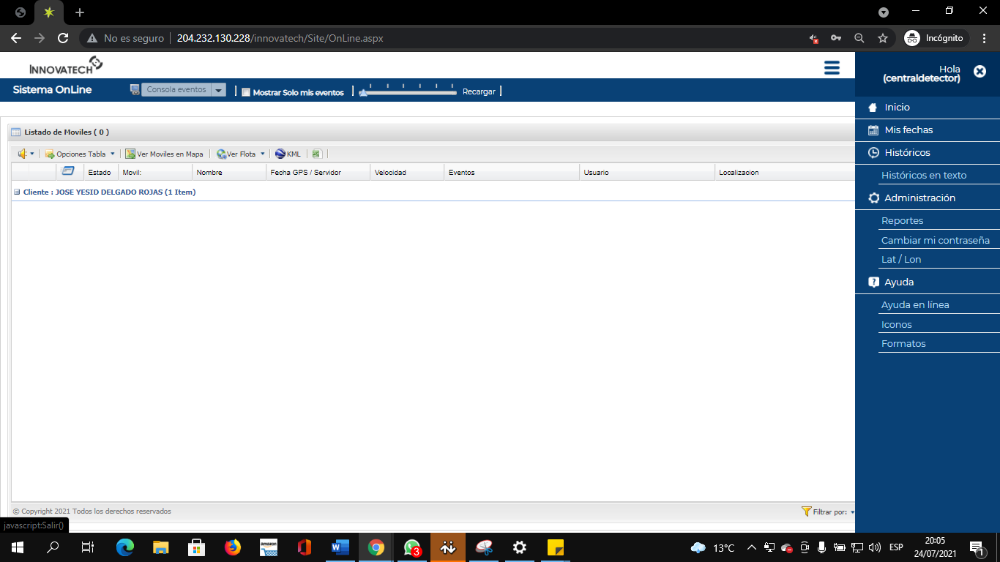 No es seguro | 204.232.130.228/innovatech/Site/OnLine.aspx
Incógnito
INNOVATECH
Hola
(centraldetector)
Sistema OnLine
Consola eventos
Mostrar Solo mis eventos
Recargar
Listado de Moviles ( 0 )
Opciones Tabla
Ver Moviles en Mapa
Ver Flota
KML
Estado
Movil:
Nombre
Fecha GPS / Servidor
Velocidad
Eventos
Usuario
Localizacion
Cliente : JOSE YESID DELGADO ROJAS (1 Item)
Inicio
Mis fechas
Históricos
Históricos en texto
Administración
Reportes
Cambiar mi contraseña
Lat / Lon
Ayuda
Ayuda en línea
Iconos
Formatos
© Copyright 2021 Todos los derechos reservados
Filtrar por:
javascript:Salir()
amazon
3
13°C
ESP
20:05
24/07/2021
1